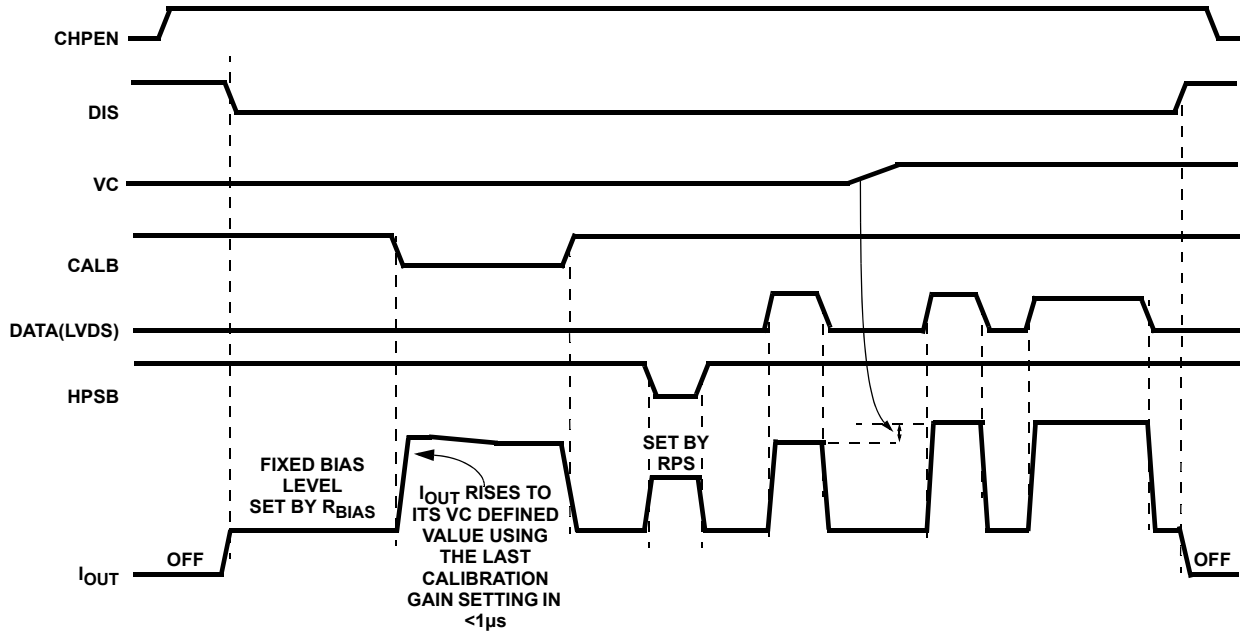 CHPEN
DIS
VC
CALB
DATA(LVDS)
HPSB
SET BY
RPS
FIXED BIAS
LEVEL
SET BY RBIAS
IOUT RISES TO
ITS VC DEFINED
VALUE USING
THE LAST
CALIBRATION
GAIN SETTING IN
<1µs
OFF
OFF
IOUT